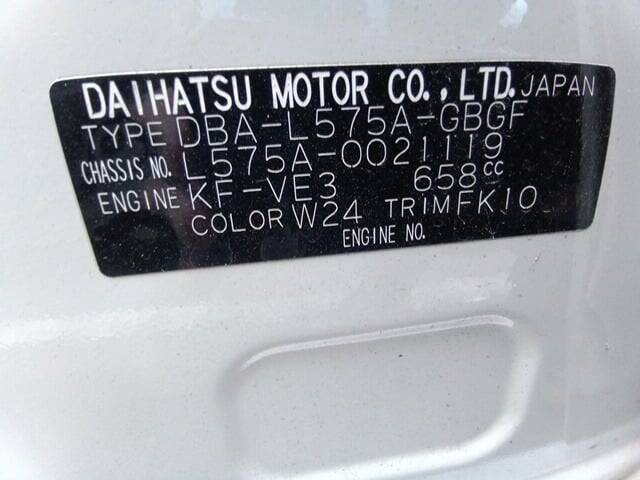 DAIHATSU MOTOR CO., LTD. JAPAN
TYPE DBA-L575A-GBGF
CHASSIS NO. L575A-0021119
ENGINE KF-VE3 658cc
COLOR W24 TRIM FK10
ENGINE NO.